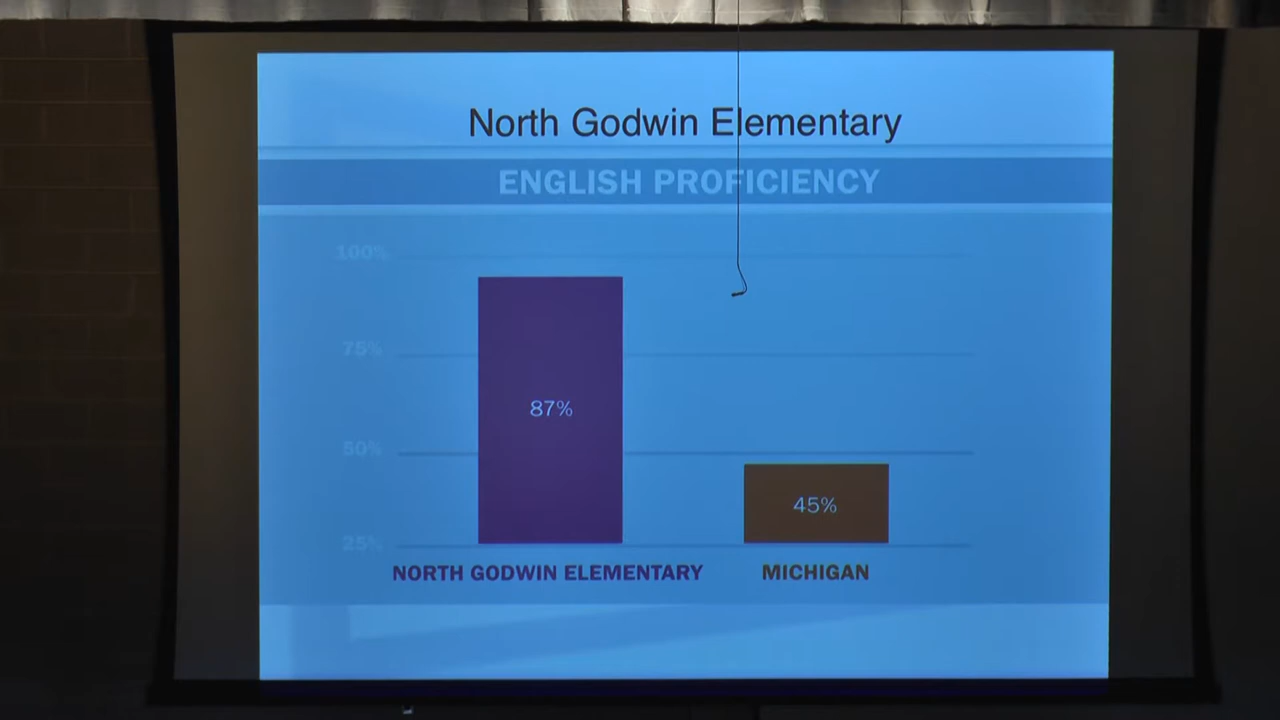 North Godwin Elementary
ENGLISH PROFICIENCY
100%
75%
87%
50%
45%
25%
NORTH GODWIN ELEMENTARY
MICHIGAN